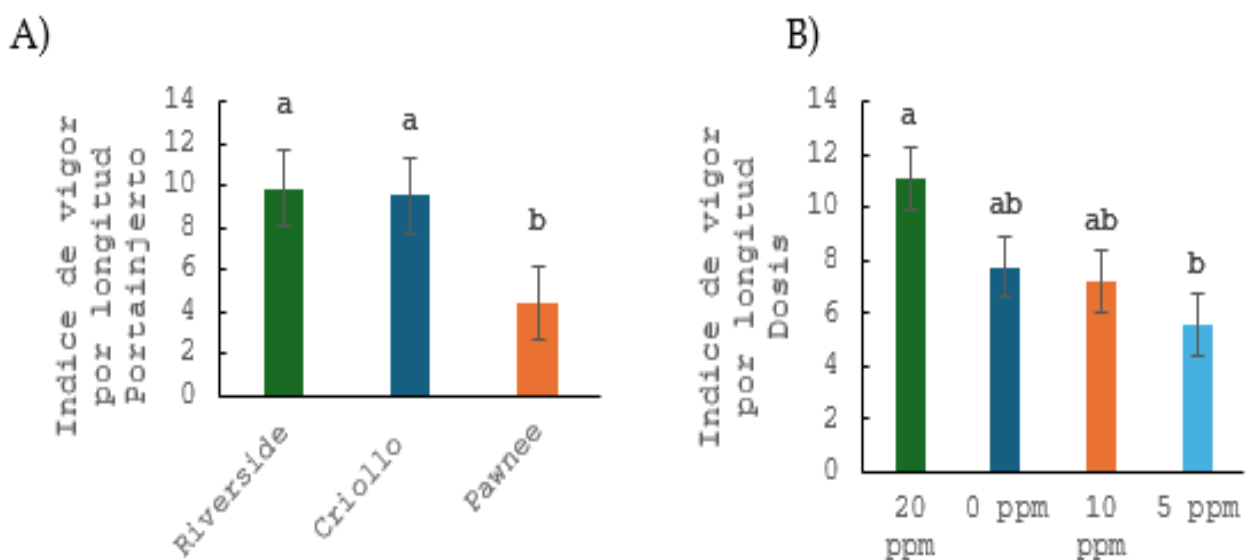 A)
Indice de vigor
por longitud
Portainjerto
14
12
10
8
6
4
2
0
a
a
b
Riverside
Criollo
Pawnee
B)
Indice de vigor
por longitud
Dosis
14
12
10
8
6
4
2
0
a
ab
ab
b
20
ppm
0 ppm
10
ppm
5 ppm